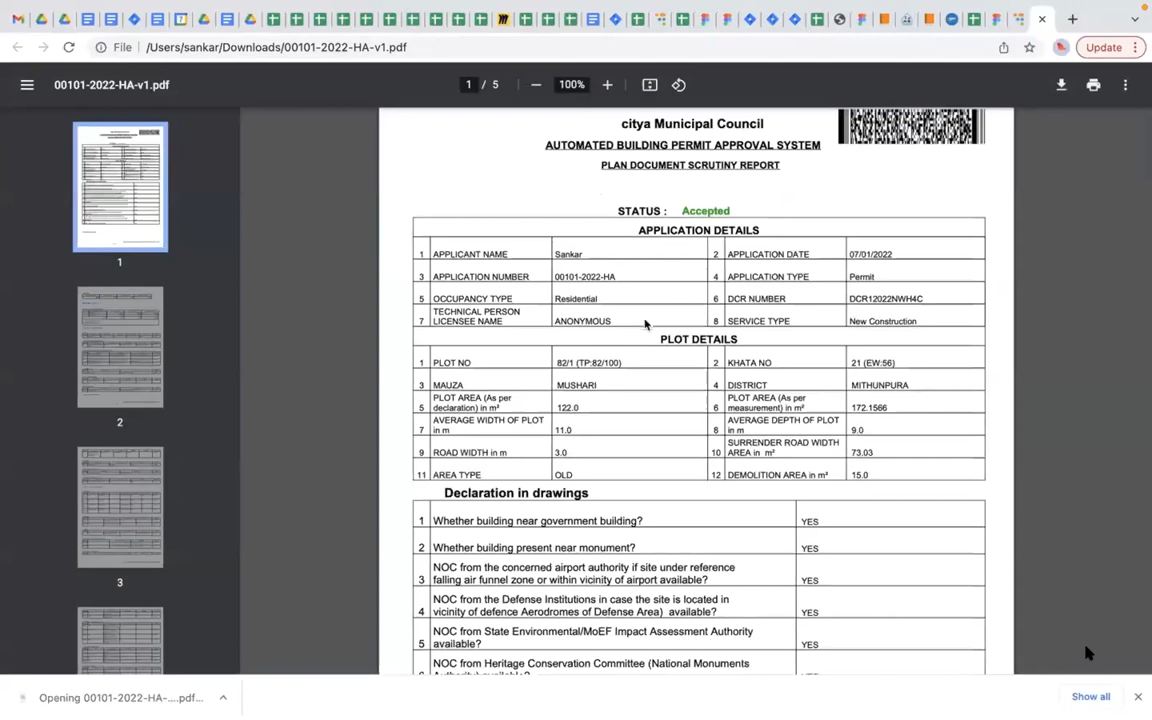 File /Users/sankar/Downloads/00101-2022-HA-v1.pdf Update
00101-2022-HA-v1.pdf 1 / 5 100%
1
2
3
citya Municipal Council
AUTOMATED BUILDING PERMIT APPROVAL SYSTEM
PLAN DOCUMENT SCRUTINY REPORT
STATUS : Accepted
APPLICATION DETAILS
1 APPLICANT NAME Sankar 2 APPLICATION DATE 07/01/2022
3 APPLICATION NUMBER 00101-2022-HA 4 APPLICATION TYPE Permit
5 OCCUPANCY TYPE Residential 6 DCR NUMBER DCR12022NWH4C
7 TECHNICAL PERSON
LICENSEE NAME ANONYMOUS 8 SERVICE TYPE New Construction
PLOT DETAILS
1 PLOT NO 82/1 (TP:82/100) 2 KHATA NO 21 (EW:56)
3 MAUZA MUSHARI 4 DISTRICT MITHUNPURA
5 PLOT AREA (As per
declaration) in m² 122.0 6 PLOT AREA (As per
measurement) in m² 172.1566
7 AVERAGE WIDTH OF PLOT
in m 11.0 8 AVERAGE DEPTH OF PLOT
in m 9.0
9 ROAD WIDTH in m 3.0 10 SURRENDER ROAD WIDTH
AREA in m² 73.03
11 AREA TYPE OLD 12 DEMOLITION AREA in m² 15.0
Declaration in drawings
1 Whether building near government building? YES
2 Whether building present near monument? YES
3 NOC from the concerned airport authority if site under reference
falling air funnel zone or within vicinity of airport available? YES
4 NOC from the Defense Institutions in case the site is located in
vicinity of defence Aerodromes of Defense Area) available? YES
5 NOC from State Environmental/MoEF Impact Assessment Authority
available? YES
NOC from Heritage Conservation Committee (National Monuments
Opening 00101-2022-HA-....pdf... Show all